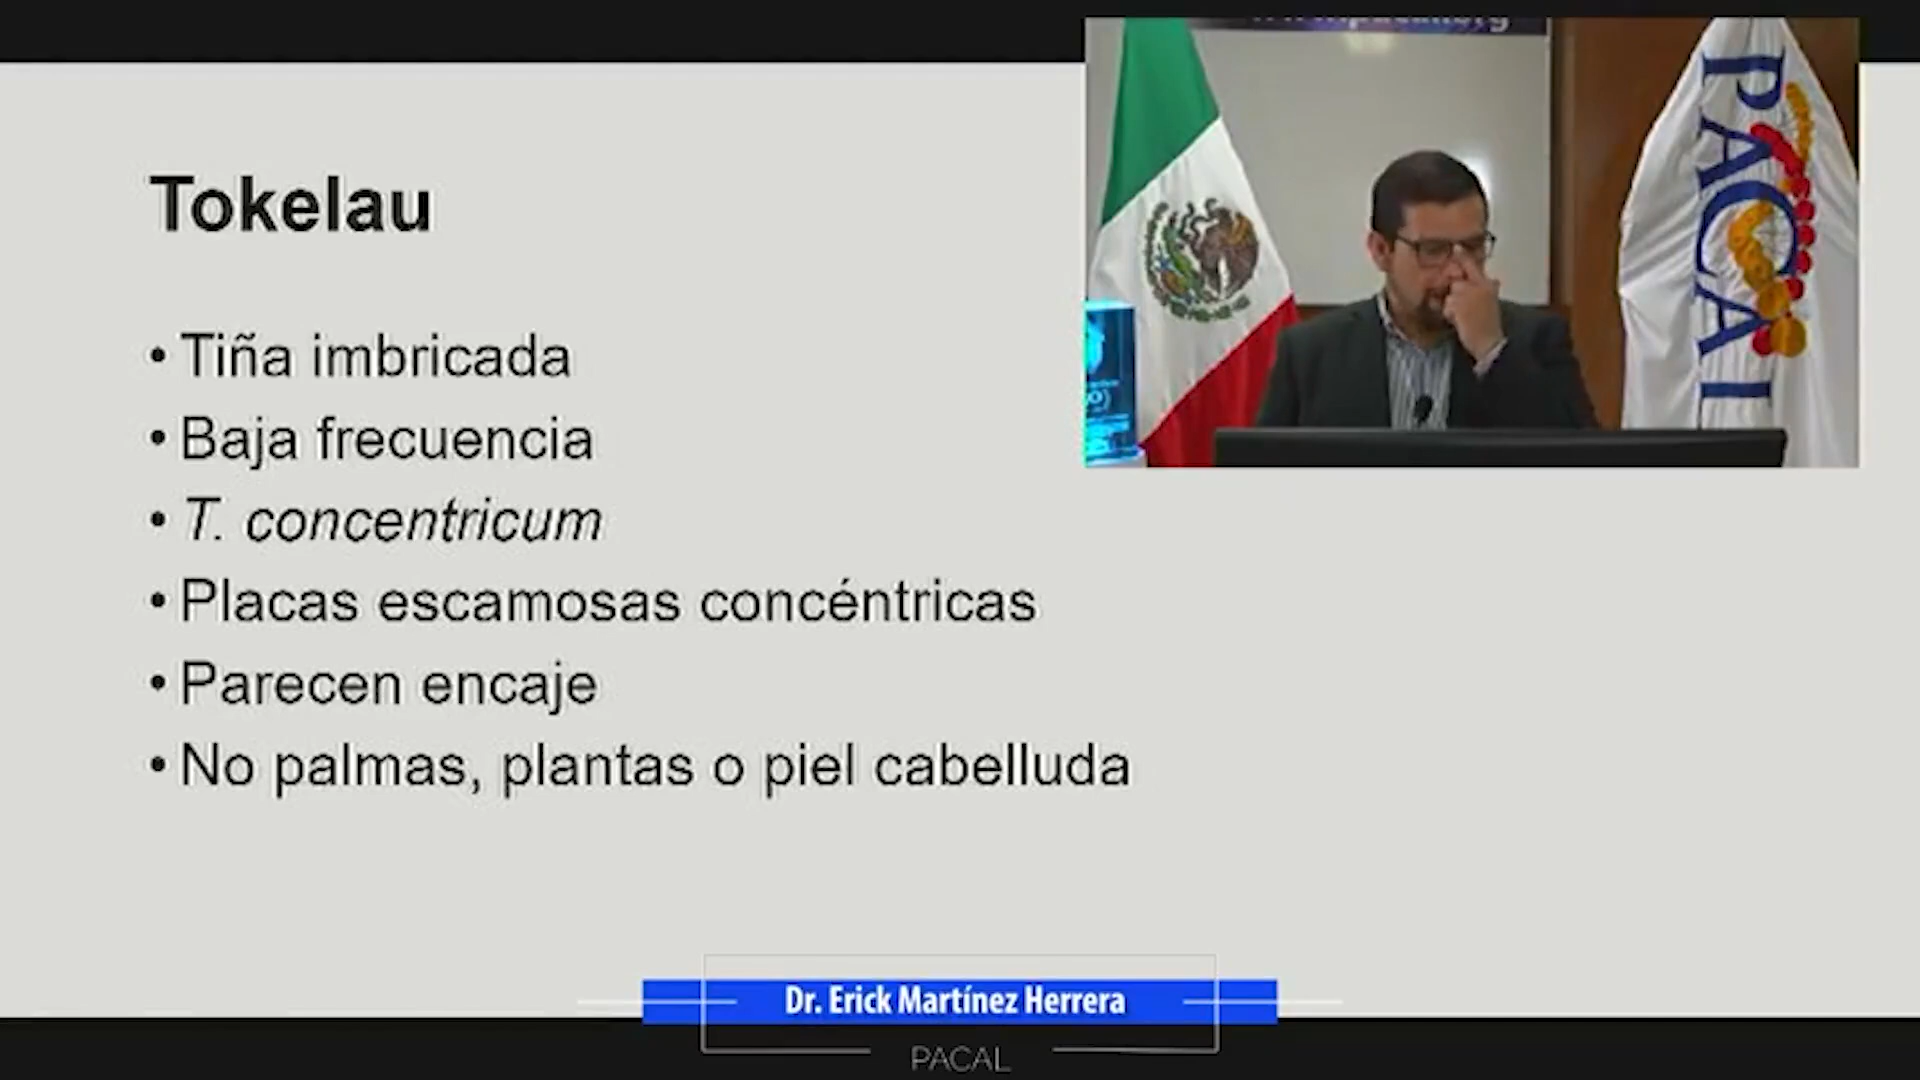 Tokelau
• Tiña imbricada
• Baja frecuencia
• T. concentricum
• Placas escamosas concéntricas
• Parecen encaje
• No palmas, plantas o piel cabelluda
PACAL
Dr. Erick Martínez Herrera
PACAL